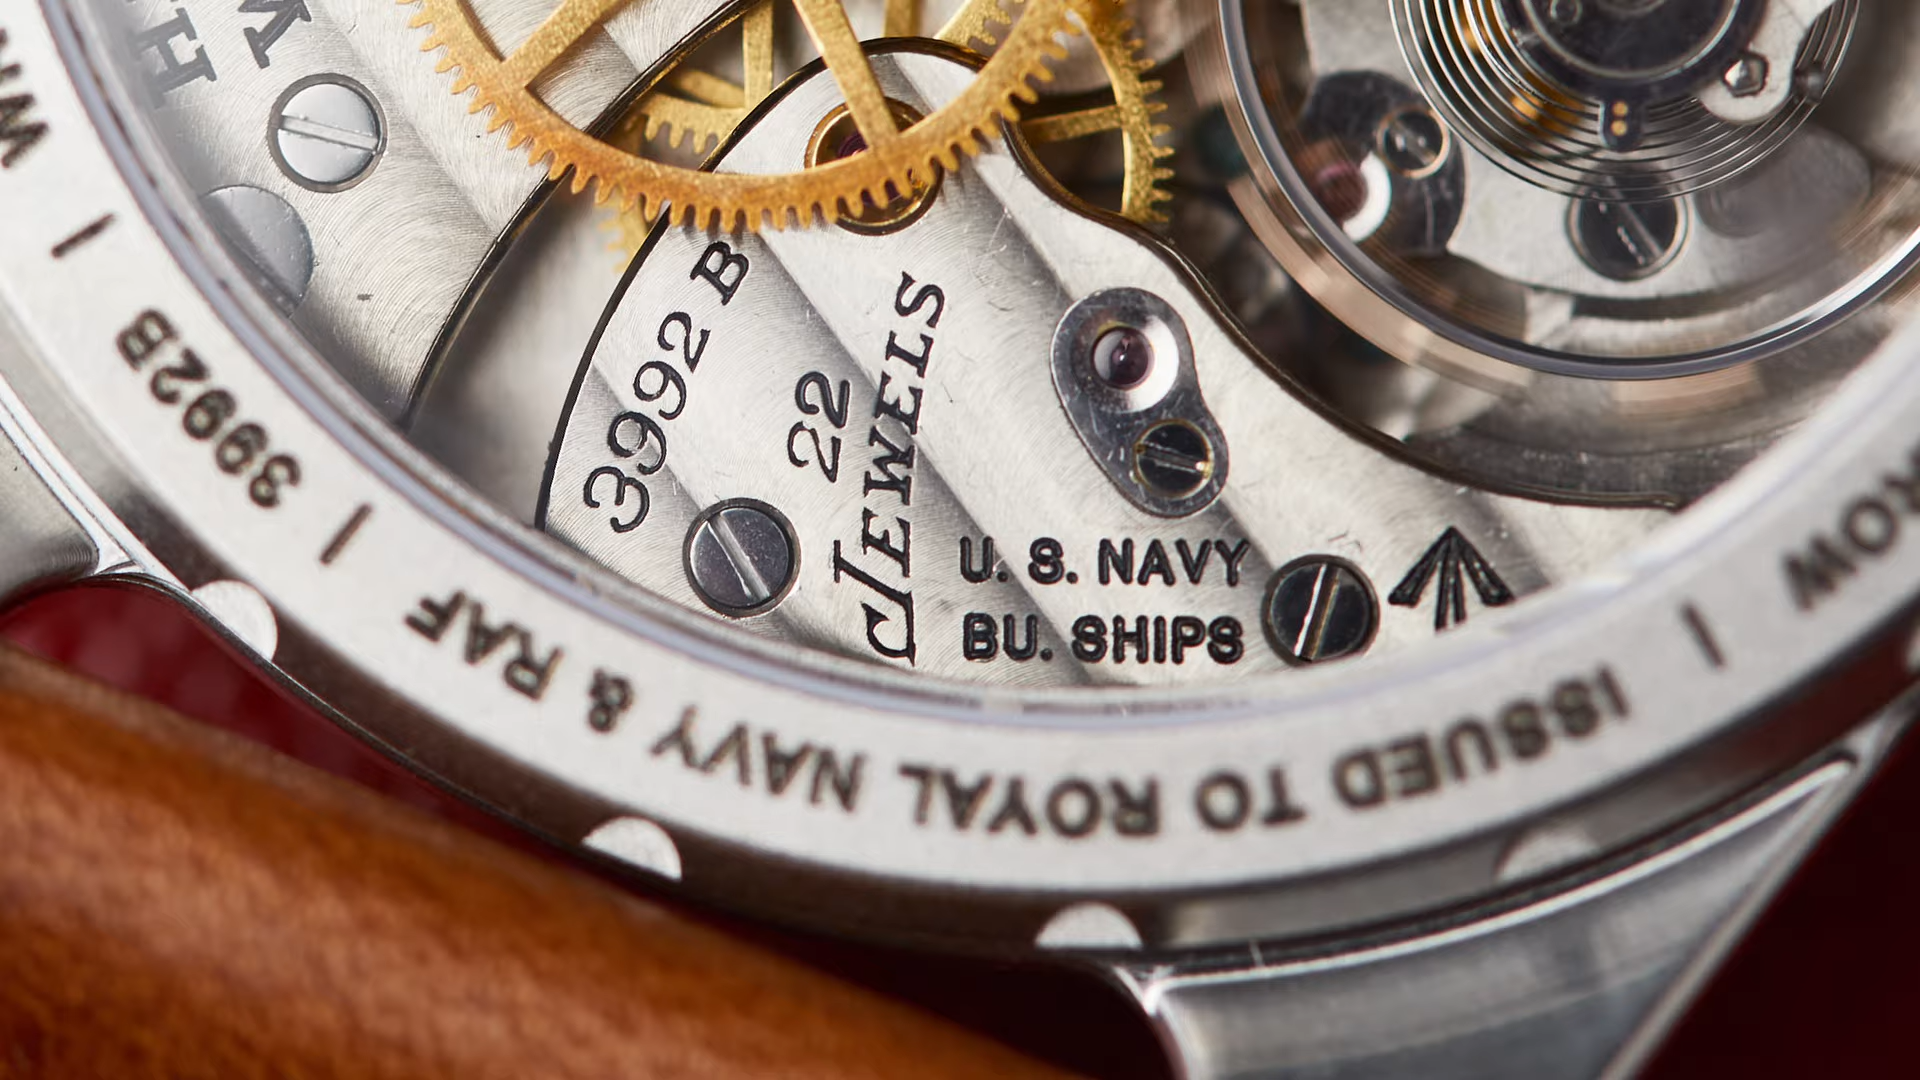 3992 B
22
JEWELS
U. S. NAVY
BU. SHIPS
ISSUED TO ROYAL NAVY & RAF | 3992B |